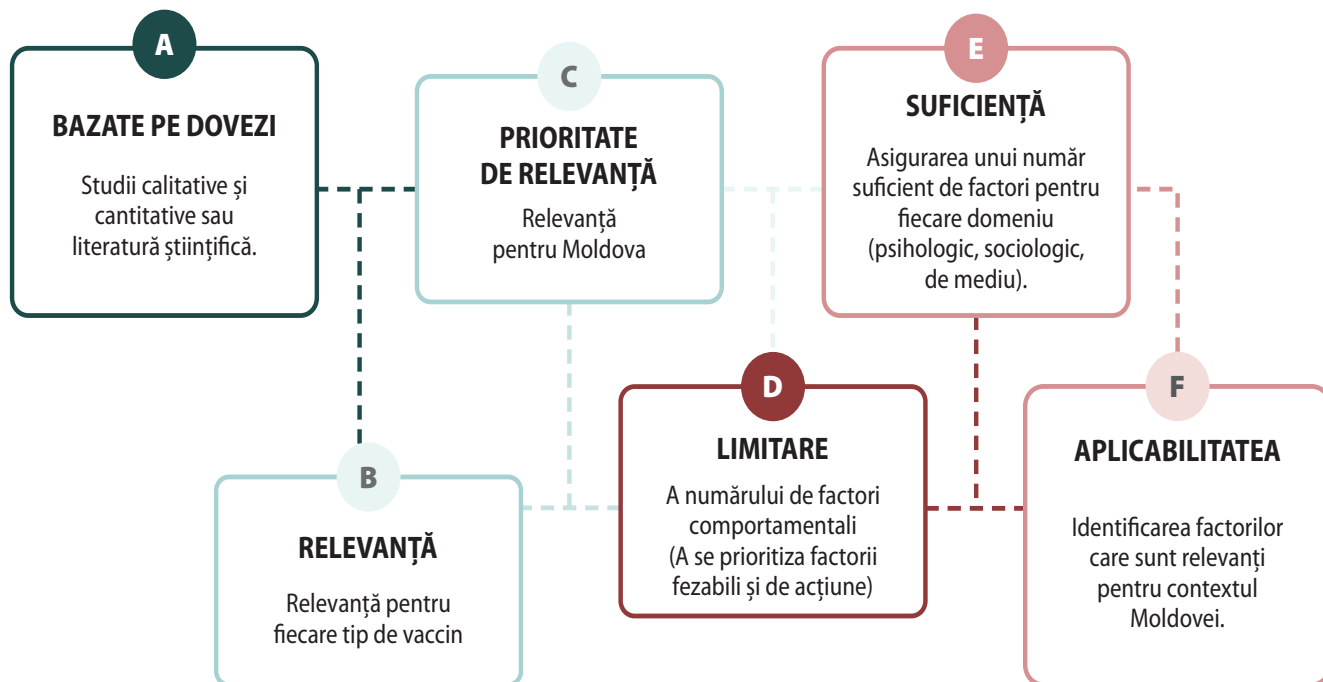 A
BAZATE PE DOVEZI
Studii calitative și
cantitative sau
literatură științifică.
B
RELEVANȚĂ
Relevanță pentru
fiecare tip de vaccin
C
PRIORITATE
DE RELEVANȚĂ
Relevanță
pentru Moldova
D
LIMITARE
A numărului de factori
comportamentali
(A se prioritiza factorii
fezabili și de acțiune)
E
SUFICIENȚĂ
Asigurarea unui număr
suficient de factori pentru
fiecare domeniu
(psihologic, sociologic,
de mediu).
F
APLICABILITATEA
Identificarea factorilor
care sunt relevanți
pentru contextul
Moldovei.